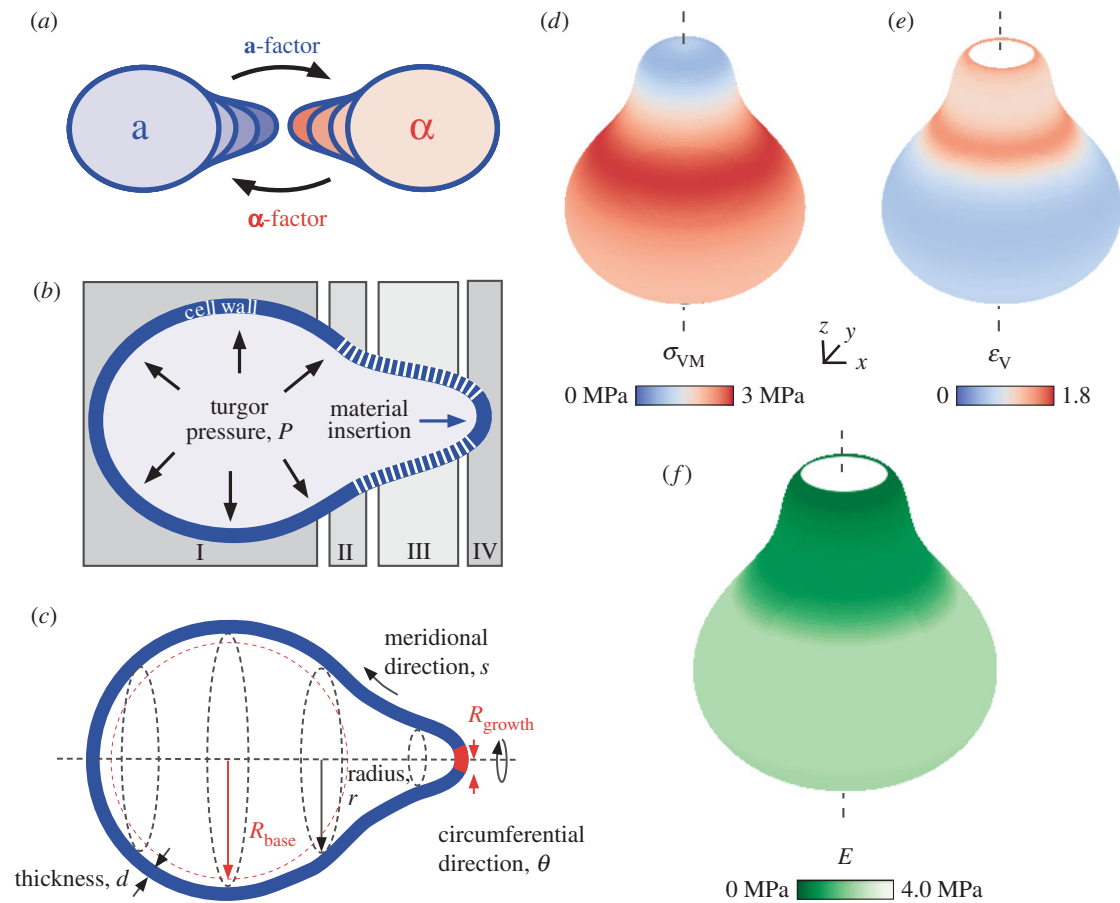 (a)
a-factor
a
α
α-factor
(b)
cell wall
turgor
pressure, P
material
insertion
I
II
III
IV
(c)
meridional
direction, s
R_growth
radius,
r
R_base
circumferential
direction, θ
thickness, d
(d)
σ_VM
0 MPa
3 MPa
z
y
x
(e)
ε_V
0
1.8
(f)
E
0 MPa
4.0 MPa